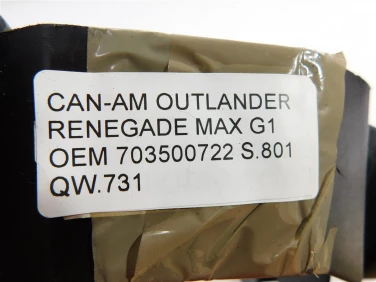 CAN-AM OUTLANDER
RENEGADE MAX G1
OEM 703500722 S.801
QW.731